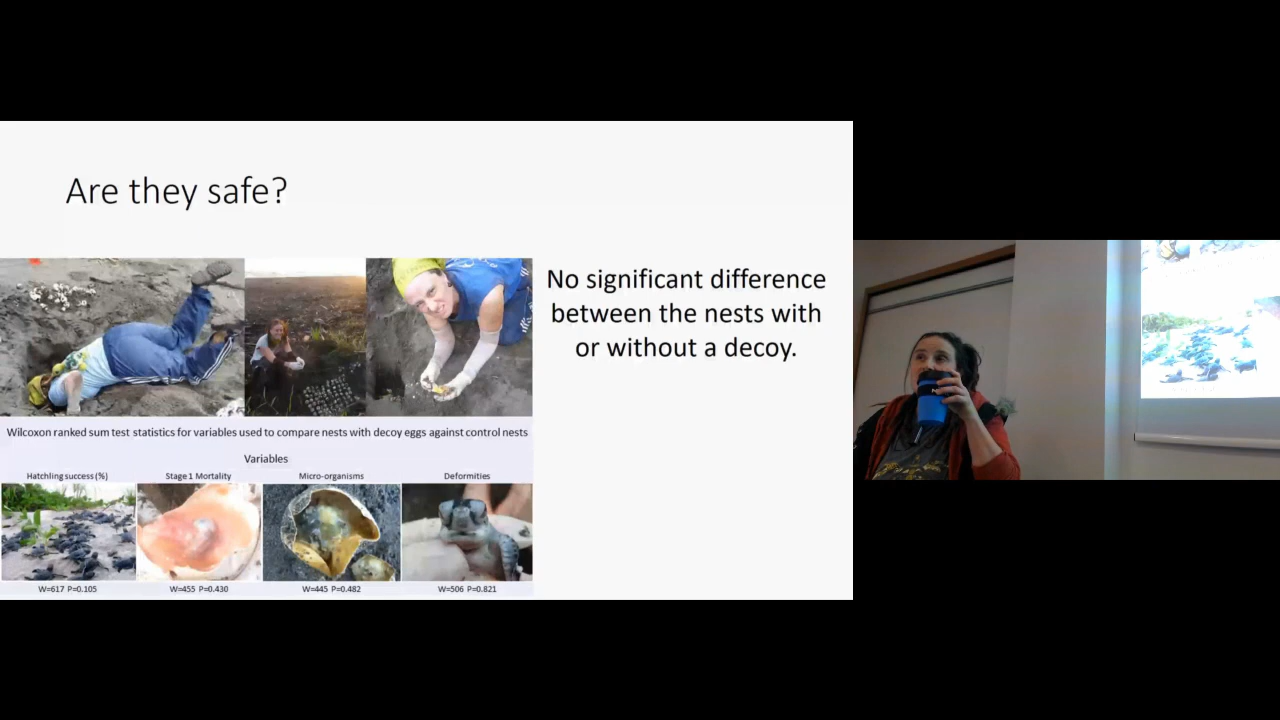 Are they safe?
No significant difference
between the nests with
or without a decoy.
Wilcoxon ranked sum test statistics for variables used to compare nests with decoy eggs against control nests
Variables
Hatchling success (%)
Stage 1 Mortality
Micro-organisms
Deformities
W=617 P=0.105
W=455 P=0.430
W=445 P=0.482
W=506 P=0.821